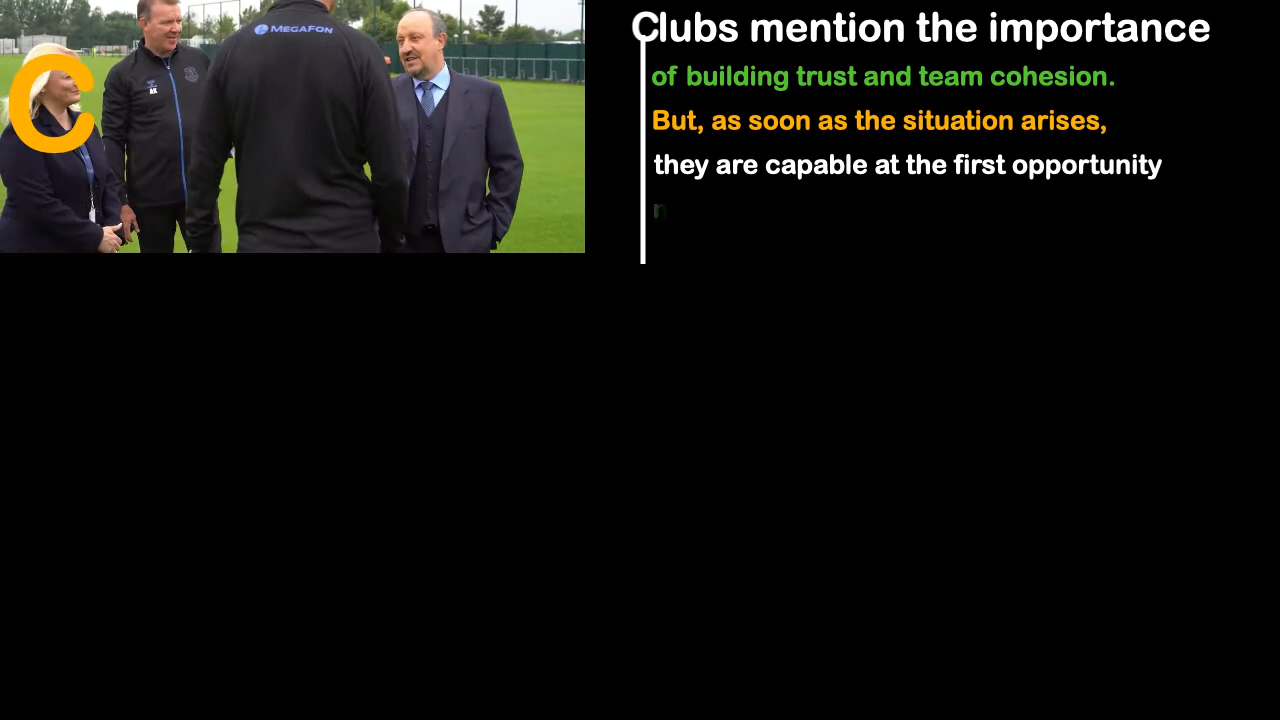 C
MEGAFON
AK
Clubs mention the importance
of building trust and team cohesion.
But, as soon as the situation arises,
they are capable at the first opportunity